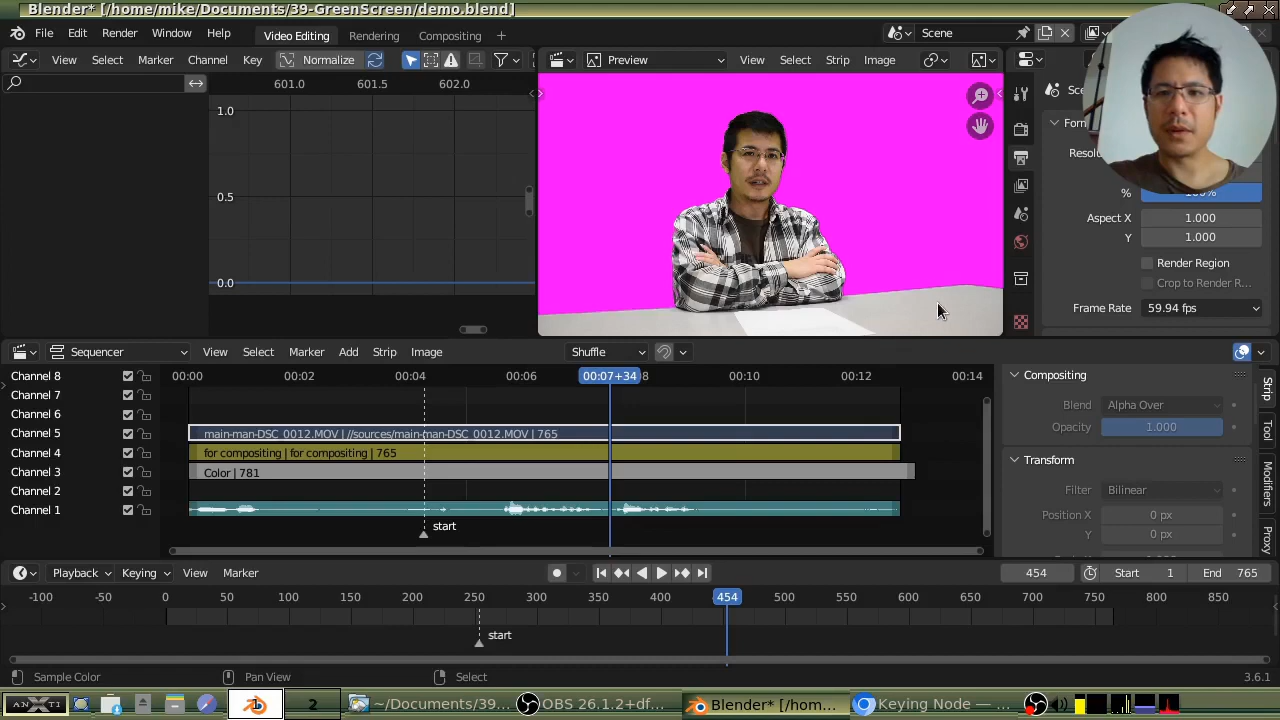 Blender* [/home/mike/Documents/39-GreenScreen/demo.blend]
File Edit Render Window Help Video Editing Rendering Compositing + Scene
View Select Marker Channel Key Normalize Preview View Select Strip Image
601.0 601.5 602.0
1.0
0.5
0.0
%
Aspect X 1.000
Y 1.000
Render Region
Crop to Render R...
Frame Rate 59.94 fps
Sequencer View Select Marker Add Strip Image Shuffle
00:00 00:02 00:04 00:06 00:07+34 8 00:10 00:12 00:14
Channel 8
Channel 7
Channel 6
Channel 5 main-man-DSC_0012.MOV | //sources/main-man-DSC_0012.MOV | 765
Channel 4 for compositing | for compositing | 765
Channel 3 Color | 781
Channel 2
Channel 1
start
Compositing
Blend Alpha Over
Opacity 1.000
Transform
Filter Bilinear
Position X 0 px
Y 0 px
Strip
Tool
Modifiers
Proxy
Playback Keying View Marker 454 Start 1 End 765
-100 -50 0 50 100 150 200 250 300 350 400 454 500 550 600 650 700 750 800 850
start
Sample Color Pan View Select 3.6.1
2 ~/Documents/39... OBS 26.1.2+df... Blender* [/hom... Keying Node — ...